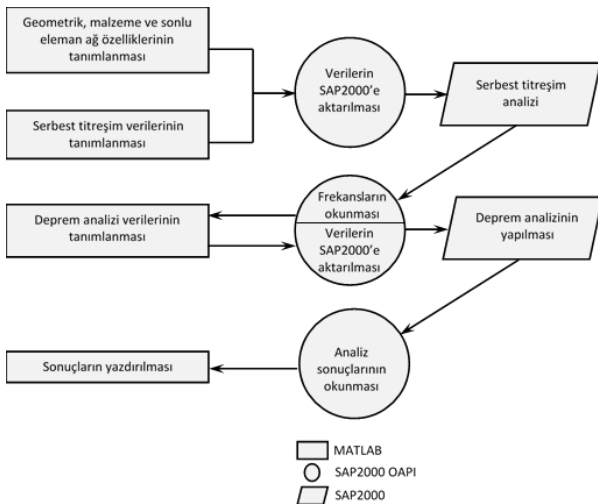 Geometrik, malzeme ve sonlu
eleman ağ özelliklerinin
tanımlanması
Verilerin
SAP2000’e
aktarılması
Serbest titreşim
analizi
Serbest titreşim verilerinin
tanımlanması
Frekansların
okunması
Verilerin
SAP2000’e
aktarılması
Deprem analizi verilerinin
tanımlanması
Deprem analizinin
yapılması
Analiz
sonuçlarının
okunması
Sonuçların yazdırılması
MATLAB
SAP2000 OAPI
SAP2000